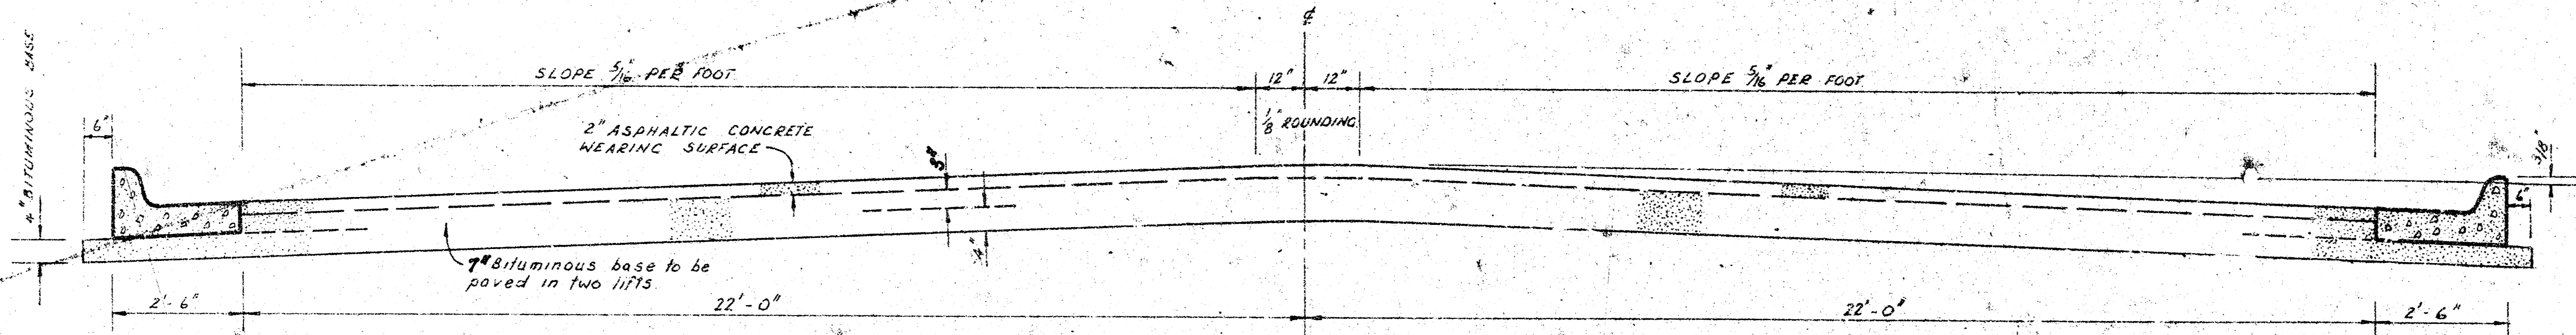 ℄
4" BITUMINOUS BASE
SLOPE 5/16" PER FOOT
12" 12"
SLOPE 5/16" PER FOOT
6"
2" ASPHALTIC CONCRETE
WEARING SURFACE
1/8" ROUNDING
3"
3/8"
6"
4"
7" Bituminous base to be
paved in two lifts.
2'-6"
22'-0"
22'-0"
2'-6"